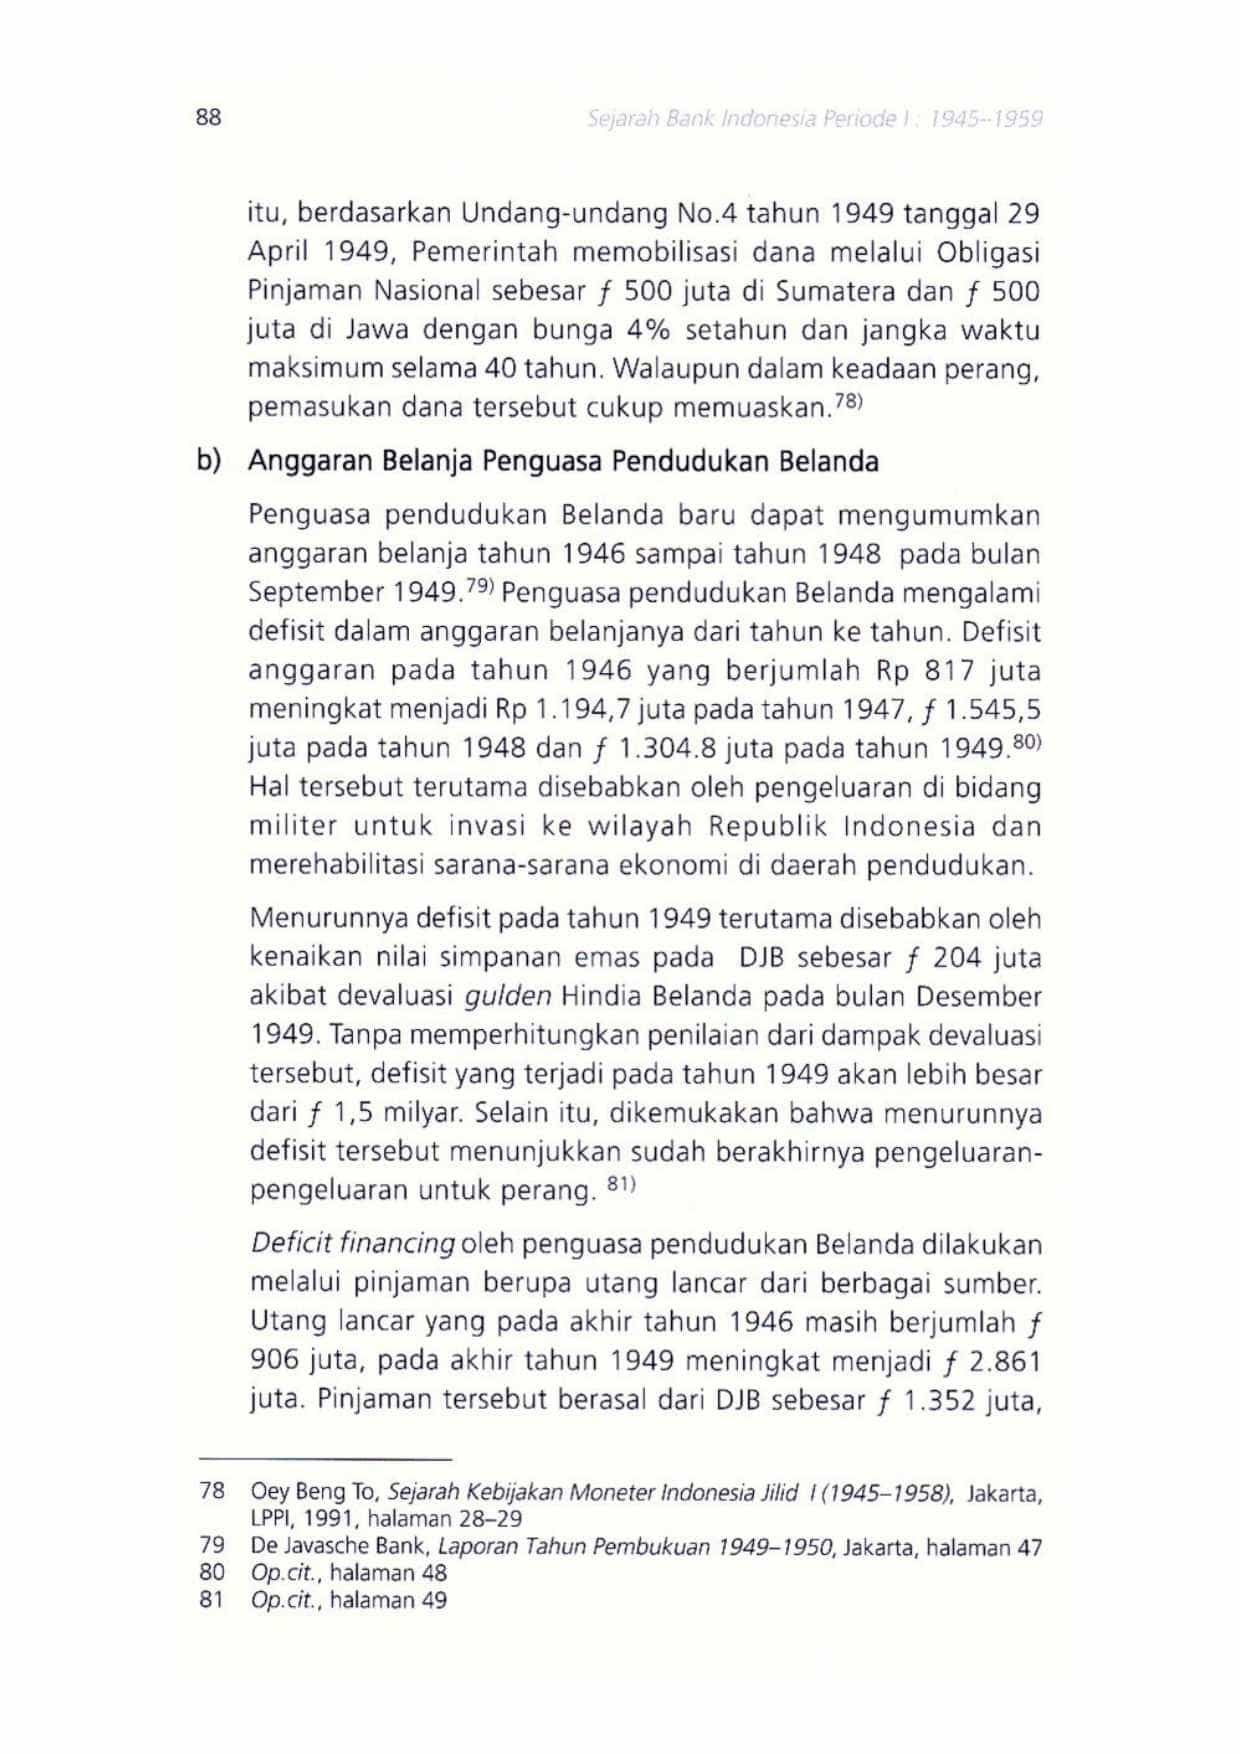 88
Sejarah Bank Indonesia Periode I : 1945–1959
itu, berdasarkan Undang-undang No.4 tahun 1949 tanggal 29
April 1949, Pemerintah memobilisasi dana melalui Obligasi
Pinjaman Nasional sebesar ƒ 500 juta di Sumatera dan ƒ 500
juta di Jawa dengan bunga 4% setahun dan jangka waktu
maksimum selama 40 tahun. Walaupun dalam keadaan perang,
pemasukan dana tersebut cukup memuaskan.78)
b) Anggaran Belanja Penguasa Pendudukan Belanda
Penguasa pendudukan Belanda baru dapat mengumumkan
anggaran belanja tahun 1946 sampai tahun 1948 pada bulan
September 1949.79) Penguasa pendudukan Belanda mengalami
defisit dalam anggaran belanjanya dari tahun ke tahun. Defisit
anggaran pada tahun 1946 yang berjumlah Rp 817 juta
meningkat menjadi Rp 1.194,7 juta pada tahun 1947, ƒ 1.545,5
juta pada tahun 1948 dan ƒ 1.304.8 juta pada tahun 1949.80)
Hal tersebut terutama disebabkan oleh pengeluaran di bidang
militer untuk invasi ke wilayah Republik Indonesia dan
merehabilitasi sarana-sarana ekonomi di daerah pendudukan.
Menurunnya defisit pada tahun 1949 terutama disebabkan oleh
kenaikan nilai simpanan emas pada DJB sebesar ƒ 204 juta
akibat devaluasi gulden Hindia Belanda pada bulan Desember
1949. Tanpa memperhitungkan penilaian dari dampak devaluasi
tersebut, defisit yang terjadi pada tahun 1949 akan lebih besar
dari ƒ 1,5 milyar. Selain itu, dikemukakan bahwa menurunnya
defisit tersebut menunjukkan sudah berakhirnya pengeluaran-
pengeluaran untuk perang. 81)
Deficit financing oleh penguasa pendudukan Belanda dilakukan
melalui pinjaman berupa utang lancar dari berbagai sumber.
Utang lancar yang pada akhir tahun 1946 masih berjumlah ƒ
906 juta, pada akhir tahun 1949 meningkat menjadi ƒ 2.861
juta. Pinjaman tersebut berasal dari DJB sebesar ƒ 1.352 juta,
78 Oey Beng To, Sejarah Kebijakan Moneter Indonesia Jilid I (1945–1958), Jakarta,
LPPI, 1991, halaman 28–29
79 De Javasche Bank, Laporan Tahun Pembukuan 1949–1950, Jakarta, halaman 47
80 Op.cit., halaman 48
81 Op.cit., halaman 49